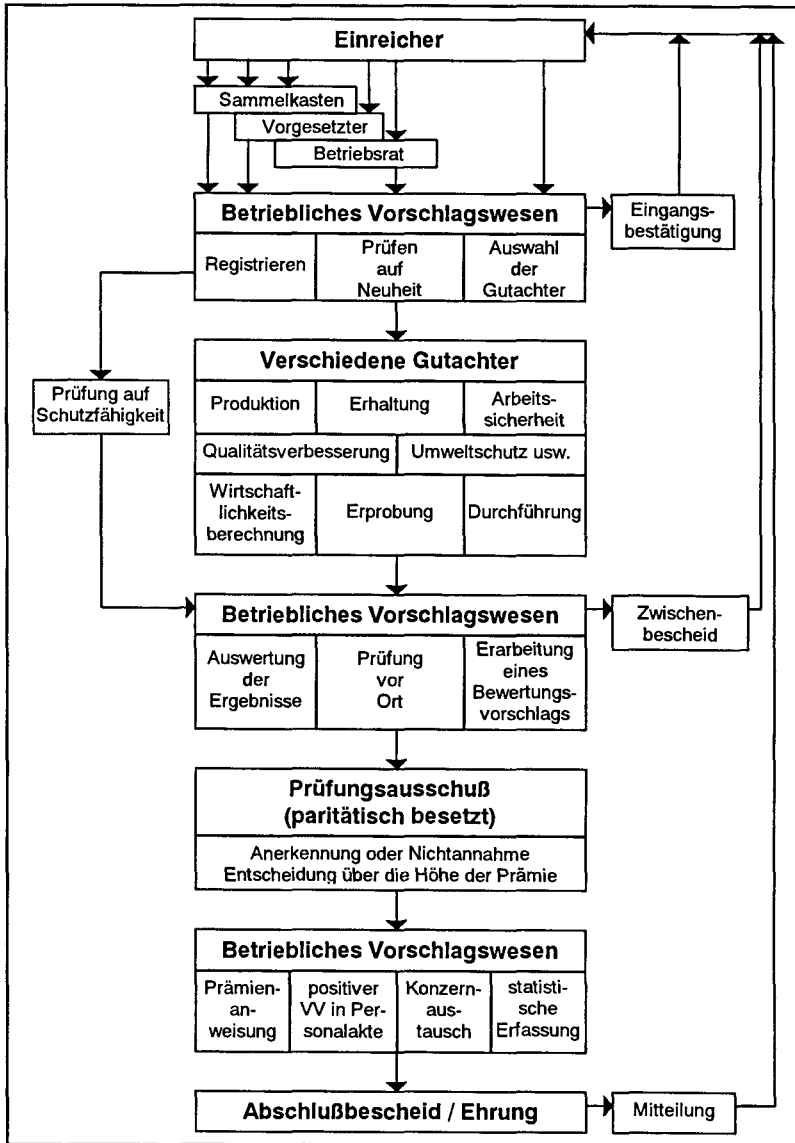 Einreicher
Sammelkasten
Vorgesetzter
Betriebsrat
Betriebliches Vorschlagswesen
Eingangs-
bestätigung
Registrieren
Prüfen
auf
Neuheit
Auswahl
der
Gutachter
Verschiedene Gutachter
Prüfung auf
Schutzfähigkeit
Produktion
Erhaltung
Arbeits-
sicherheit
Qualitätsverbesserung
Umweltschutz usw.
Wirtschaft-
lichkeits-
berechnung
Erprobung
Durchführung
Betriebliches Vorschlagswesen
Zwischen-
bescheid
Auswertung
der
Ergebnisse
Prüfung
vor
Ort
Erarbeitung
eines
Bewertungs-
vorschlags
Prüfungsausschuß
(paritätisch besetzt)
Anerkennung oder Nichtannahme
Entscheidung über die Höhe der Prämie
Betriebliches Vorschlagswesen
Prämien-
an-
weisung
positiver
VV in Per-
sonalakte
Konzern-
aus-
tausch
statisti-
sche
Erfassung
Abschlußbescheid / Ehrung
Mitteilung